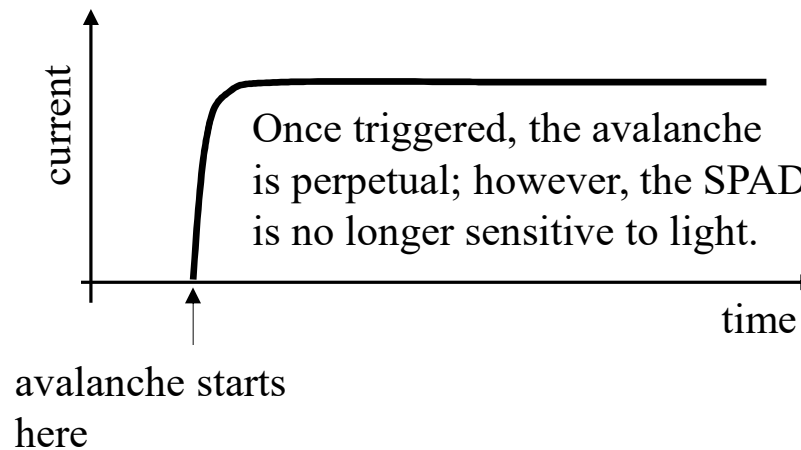 current
Once triggered, the avalanche
is perpetual; however, the SPAD
is no longer sensitive to light.
time
avalanche starts
here